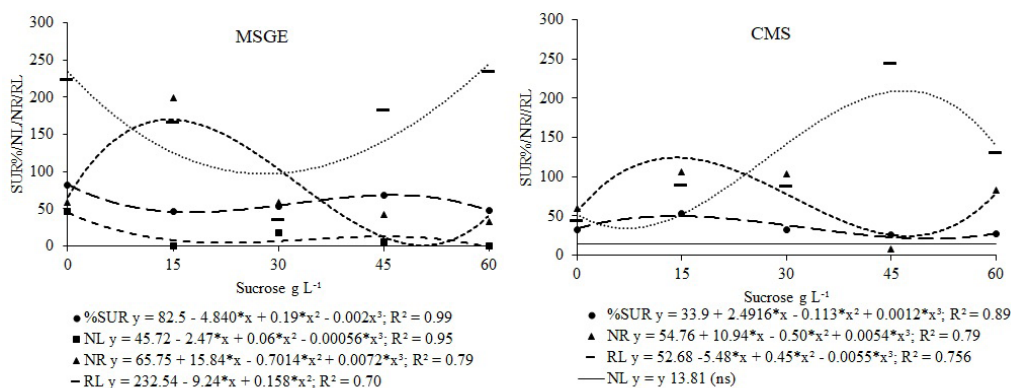 MSGE
SUR%/NL/NR/RL
300
250
200
150
100
50
0
0 15 30 45 60
Sucrose g L⁻¹
%SUR y = 82.5 - 4.840*x + 0.19*x² - 0.002x³; R² = 0.99
NL y = 45.72 - 2.47*x + 0.06*x² - 0.00056*x³; R² = 0.95
NR y = 65.75 + 15.84*x - 0.7014*x² + 0.0072*x³; R² = 0.79
RL y = 232.54 - 9.24*x + 0.158*x²; R² = 0.70
CMS
SUR%/NR//RL
300
250
200
150
100
50
0
0 15 30 45 60
Sucrose g L⁻¹
%SUR y = 33.9 + 2.4916*x - 0.113*x² + 0.0012*x³; R² = 0.89
NR y = 54.76 + 10.94*x - 0.50*x² + 0.0054*x³; R² = 0.79
RL y = 52.68 -5.48*x + 0.45*x² - 0.0055*x³; R² = 0.756
NL y = y 13.81 (ns)